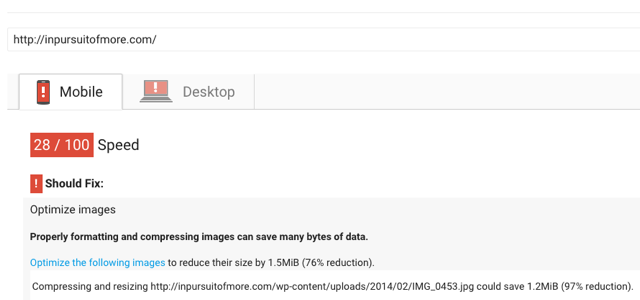 http://inpursuitofmore.com/
Mobile
Desktop
28 / 100 Speed
! Should Fix:
Optimize images
Properly formatting and compressing images can save many bytes of data.
Optimize the following images to reduce their size by 1.5MiB (76% reduction).
Compressing and resizing http://inpursuitofmore.com/wp-content/uploads/2014/02/IMG_0453.jpg could save 1.2MiB (97% reduction).